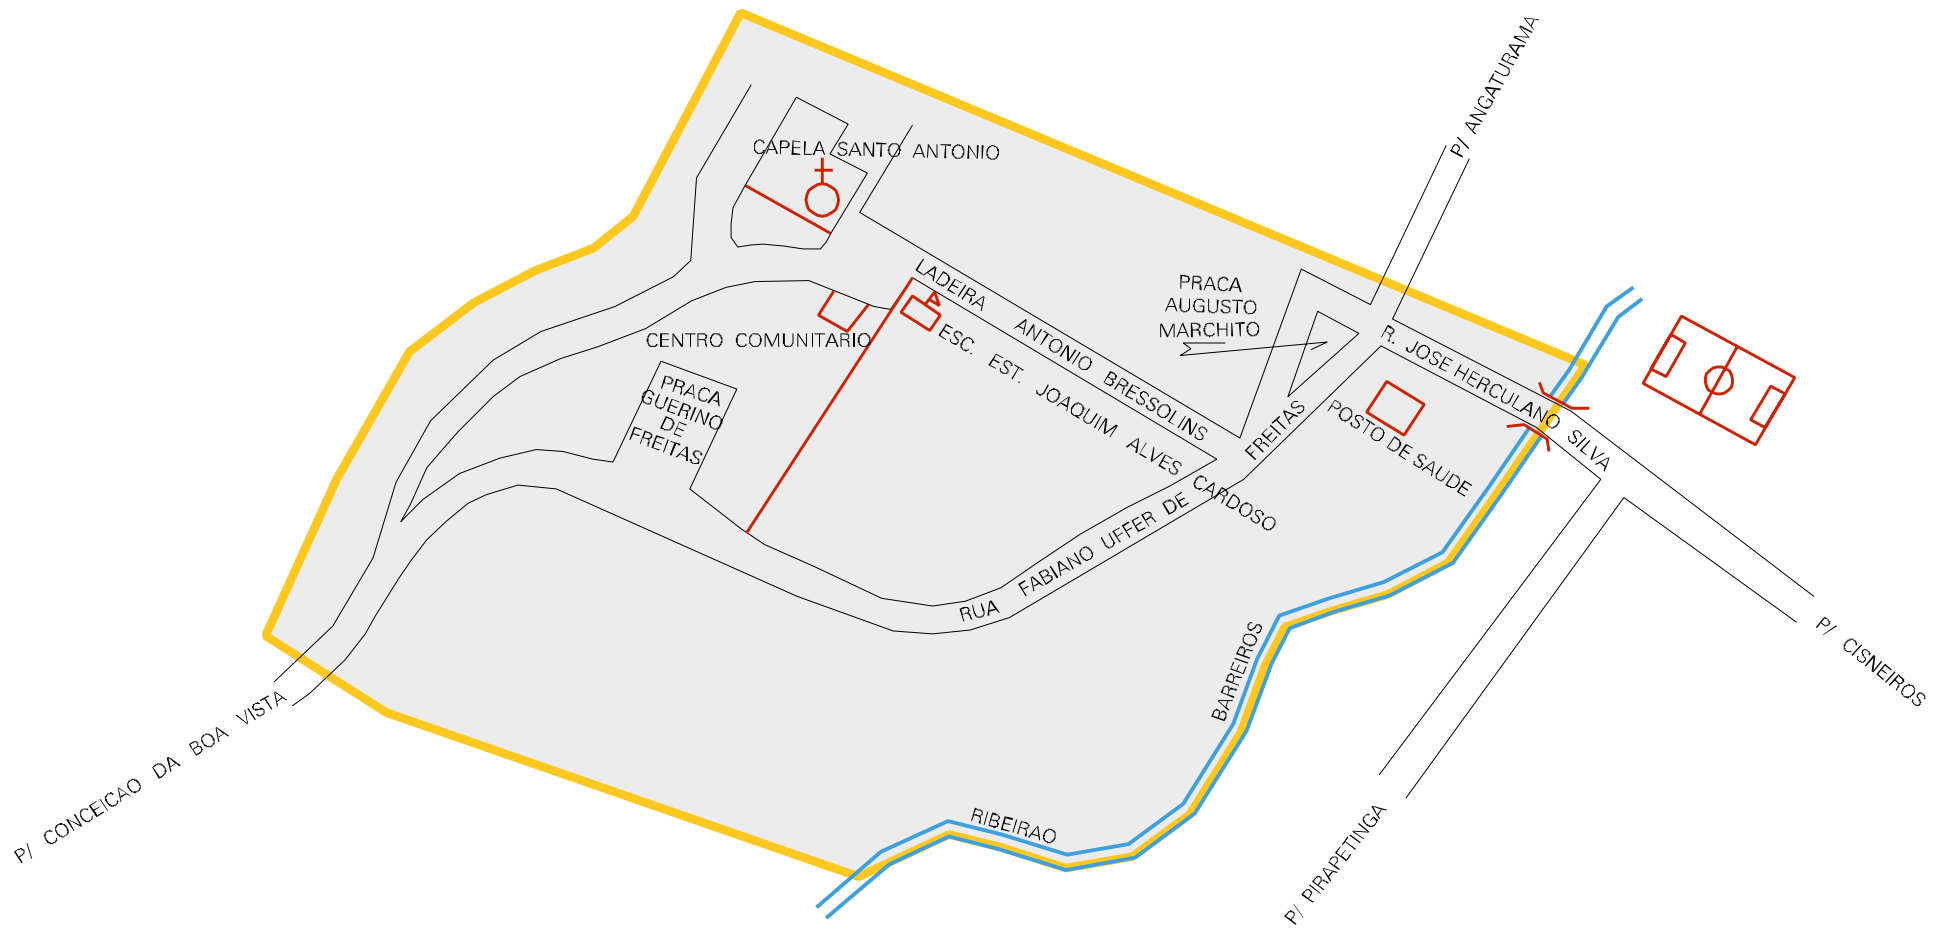 P/ ANGATURAMA
CAPELA SANTO ANTONIO
LADEIRA ANTONIO BRESSOLINS
PRACA
AUGUSTO
MARCHITO
R. JOSE HERCULANO SILVA
CENTRO COMUNITARIO
ESC. EST. JOAQUIM ALVES CARDOSO
PRACA
GUERINO
DE
FREITAS
POSTO DE SAUDE
RUA FABIANO UFFER DE FREITAS
P/ CISNEIROS
P/ CONCEICAO DA BOA VISTA
RIBEIRAO BARREIROS
P/ PIRAPETINGA